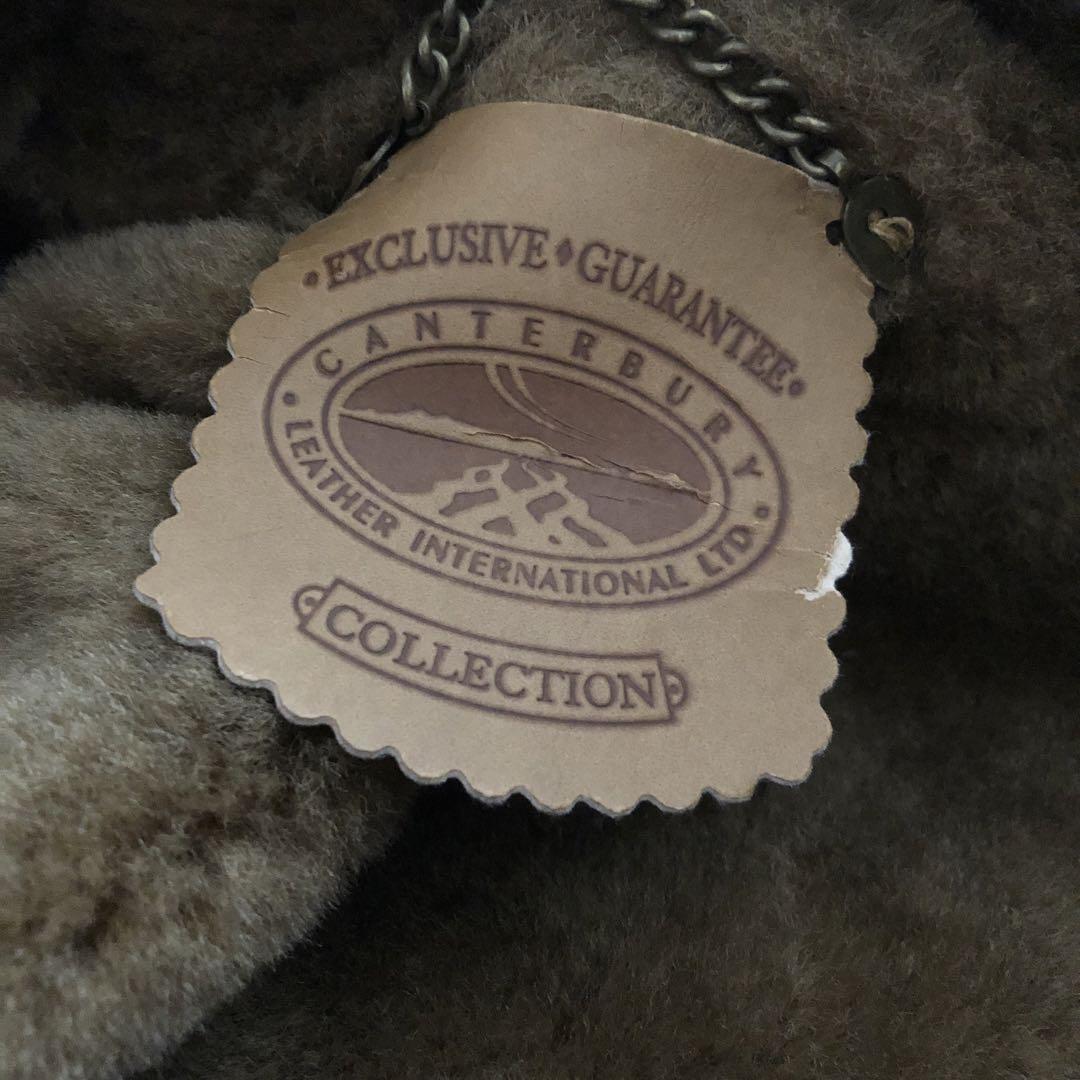 •EXCLUSIVE♦GUARANTEE•
CANTERBURY
• LEATHER INTERNATIONAL LTD. •
COLLECTION